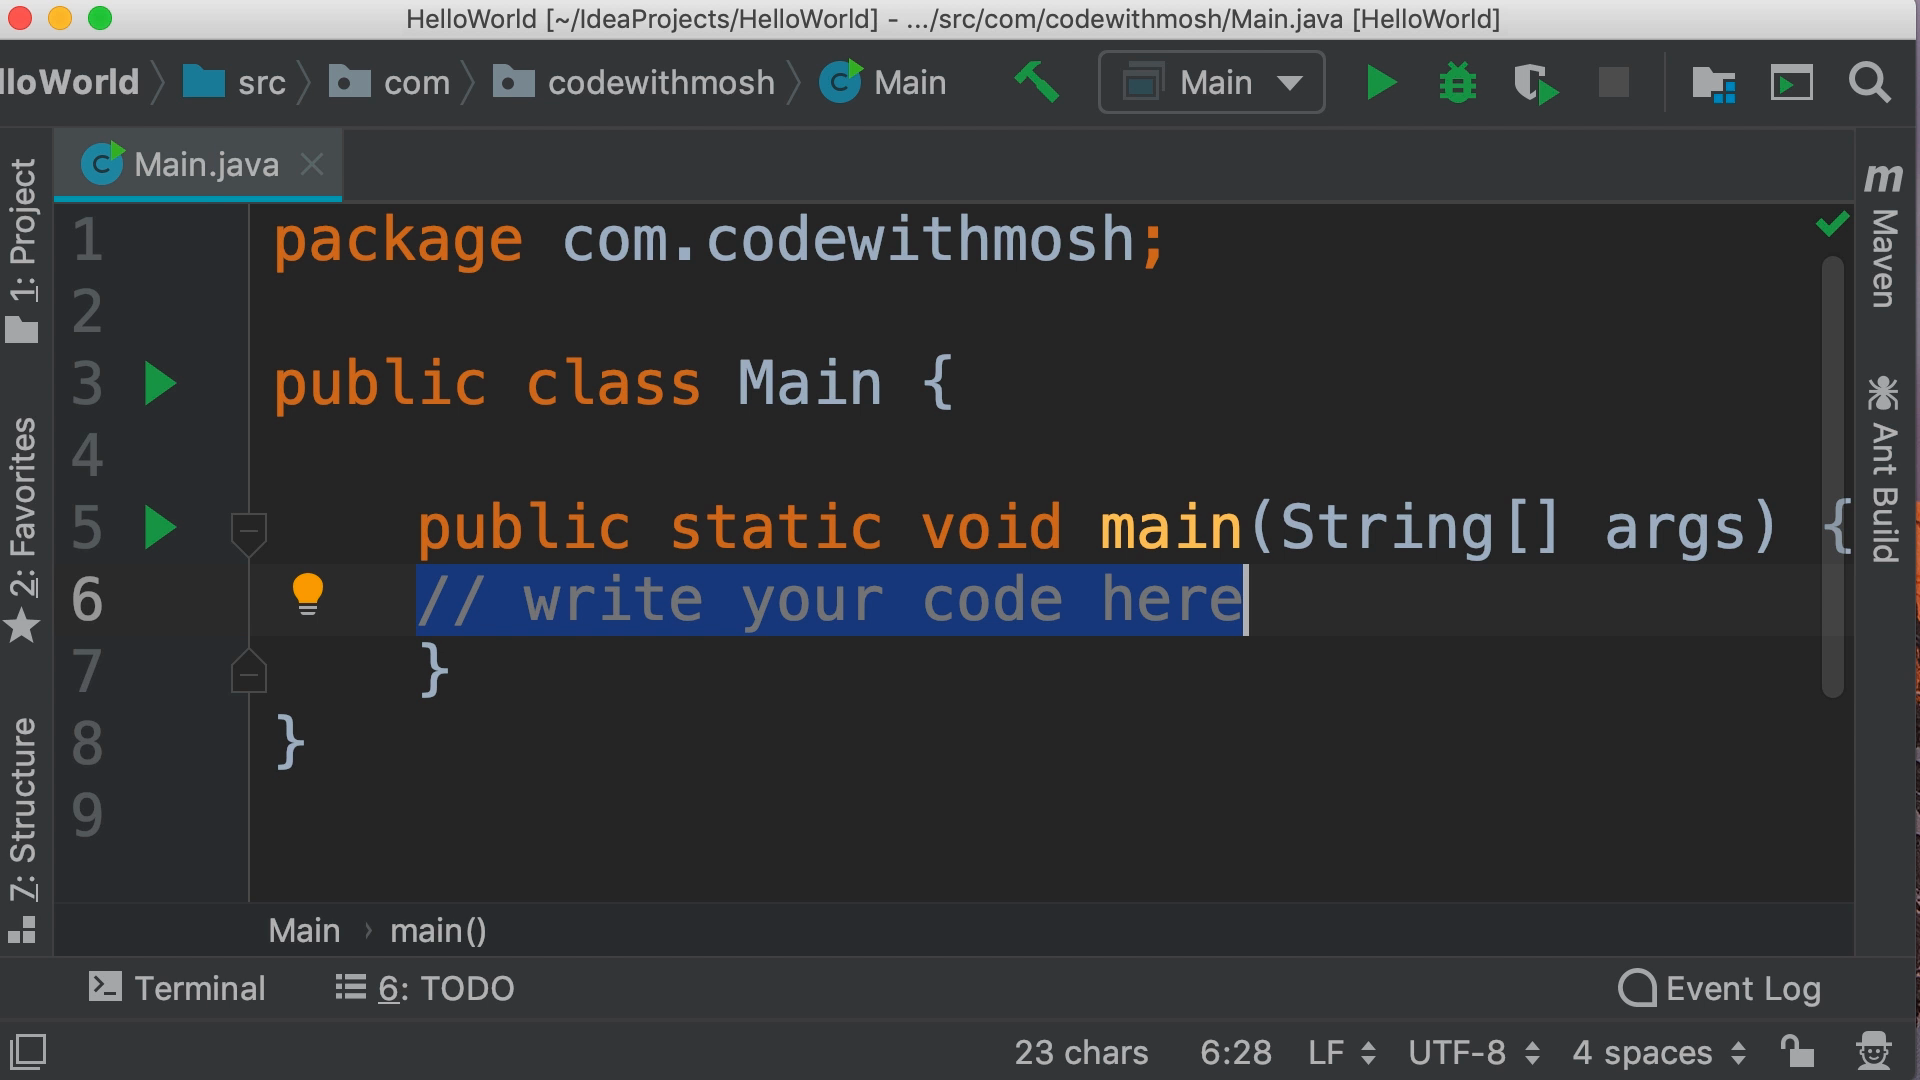 HelloWorld [~/IdeaProjects/HelloWorld] - .../src/com/codewithmosh/Main.java [HelloWorld]
lloWorld src com codewithmosh Main Main
Main.java
1: Project
2: Favorites
7: Structure
1 package com.codewithmosh;
2
3 public class Main {
4
5 public static void main(String[] args) {
6 // write your code here
7 }
8 }
9
m Maven
Ant Build
Main › main()
Terminal 6: TODO Event Log
23 chars 6:28 LF UTF-8 4 spaces